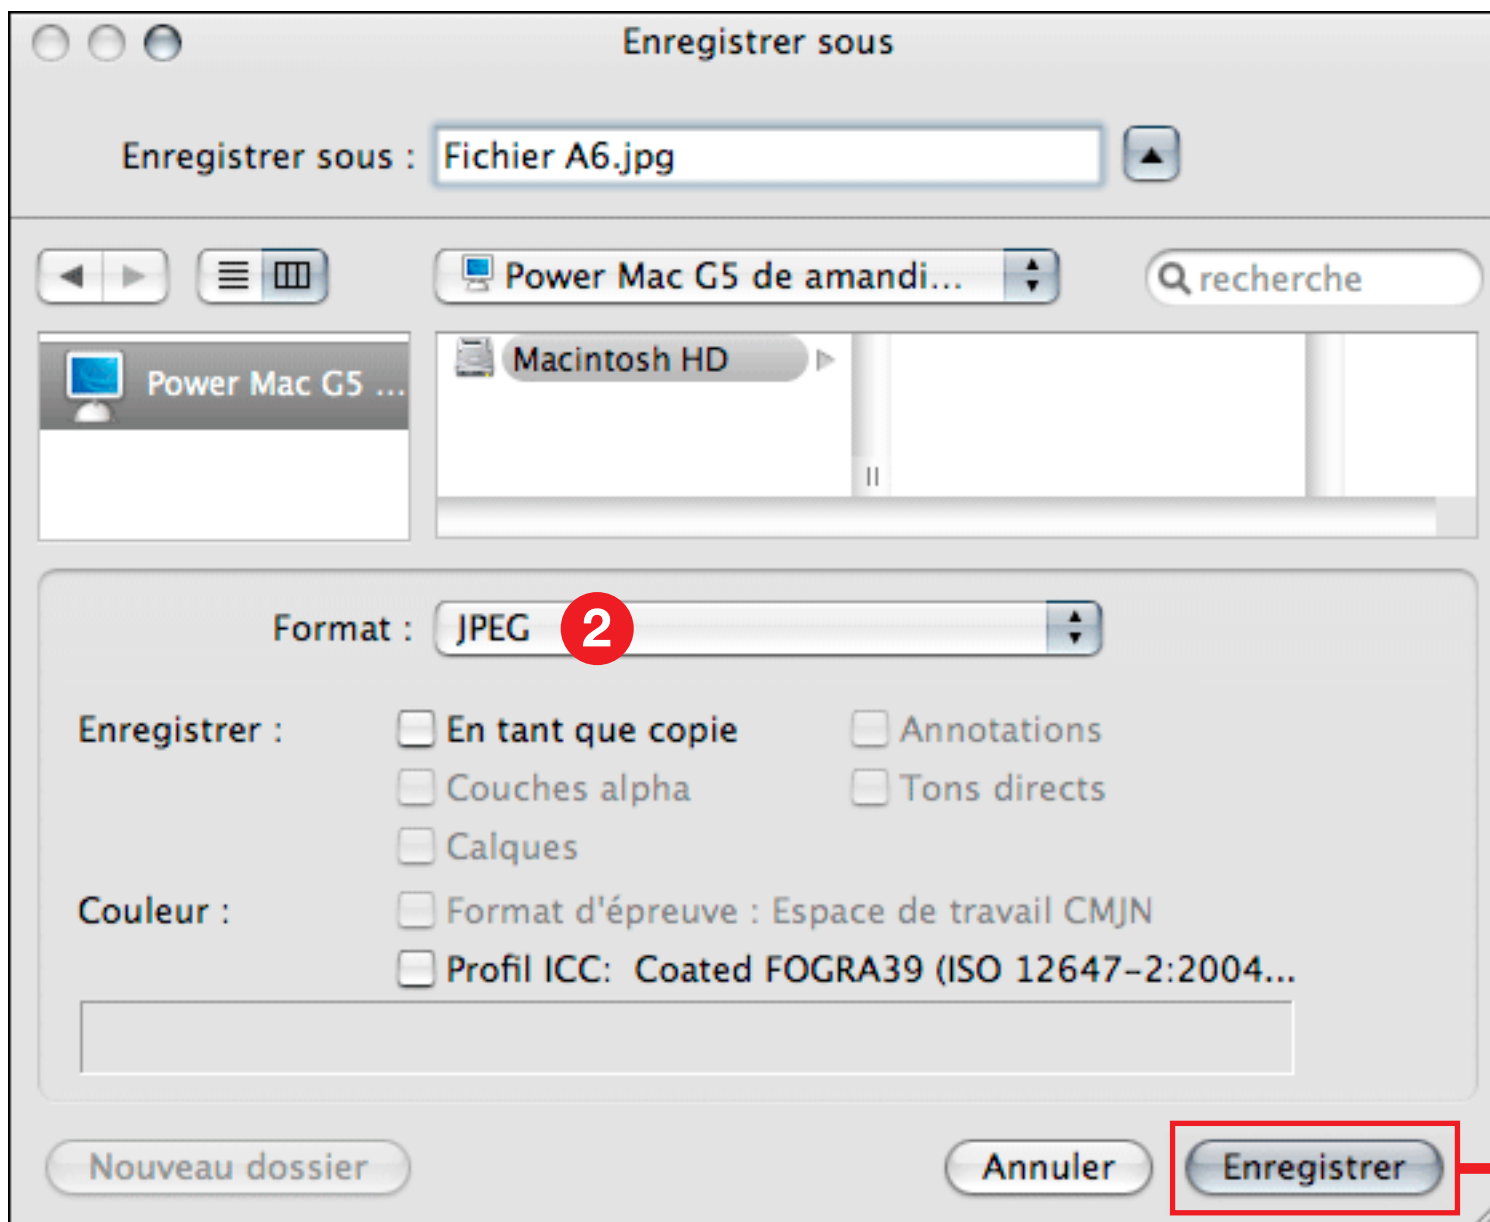 Enregistrer sous
Enregistrer sous : Fichier A6.jpg
Power Mac G5 de amandi... recherche
Power Mac G5 ... Macintosh HD
Format : JPEG 2
Enregistrer : En tant que copie Annotations
Couches alpha Tons directs
Calques
Couleur : Format d'épreuve : Espace de travail CMJN
Profil ICC: Coated FOGRA39 (ISO 12647-2:2004...
Nouveau dossier Annuler Enregistrer